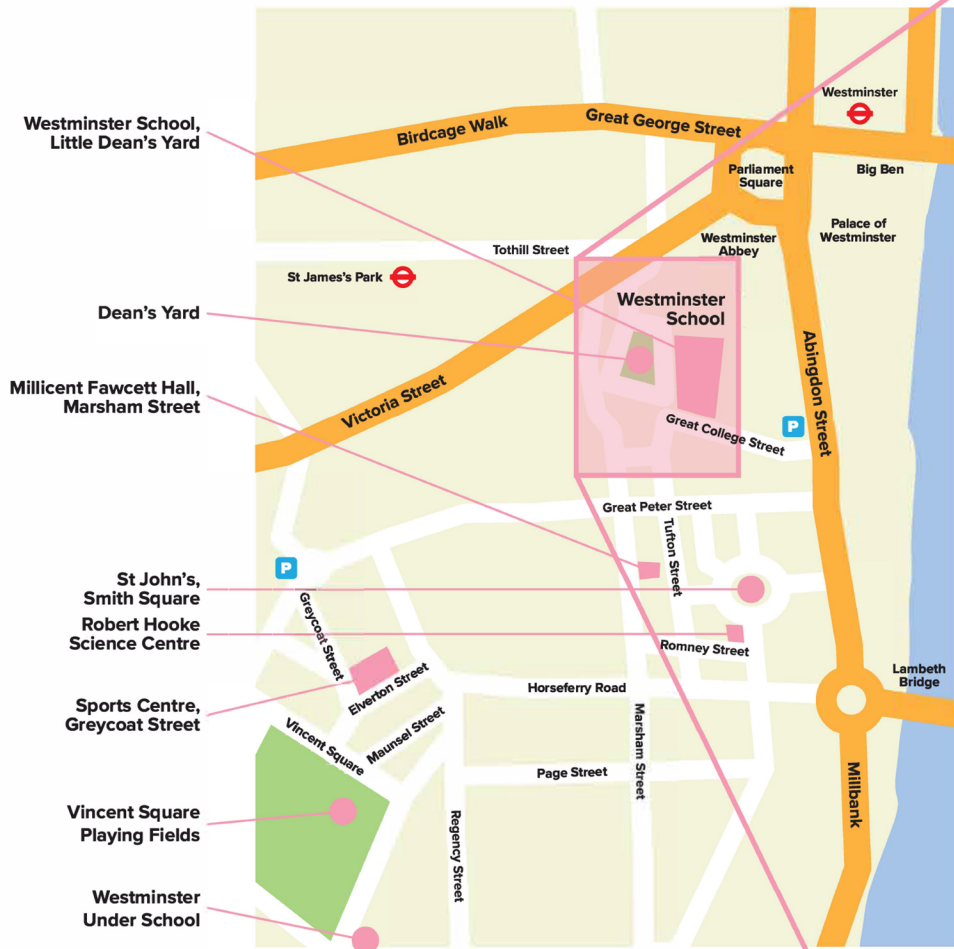 Westminster School,
Little Dean's Yard
Dean's Yard
Millicent Fawcett Hall,
Marsham Street
St John's,
Smith Square
Robert Hooke
Science Centre
Sports Centre,
Greycoat Street
Vincent Square
Playing Fields
Westminster
Under School
Birdcage Walk
Great George Street
Westminster
Parliament
Square
Big Ben
Tothill Street
Westminster
Abbey
Palace of
Westminster
St James's Park
Westminster
School
Victoria Street
Abingdon Street
Great College Street
P
Great Peter Street
Tufton Street
P
Greycoat Street
Romney Street
Elverton Street
Horseferry Road
Lambeth
Bridge
Vincent Square
Maunsel Street
Marsham Street
Page Street
Millbank
Regency Street